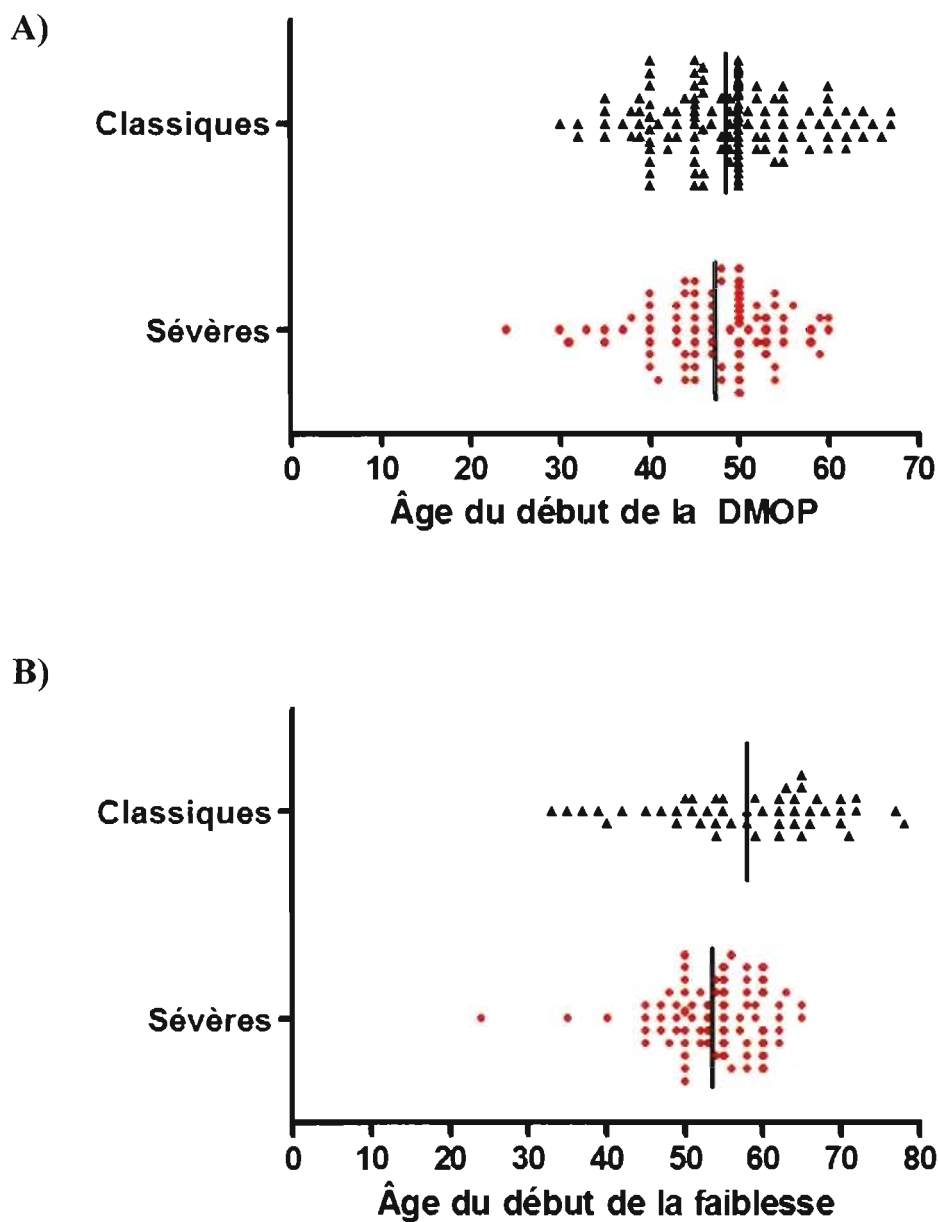 A)
Classiques
Sévères
0 10 20 30 40 50 60 70
Âge du début de la DMOP
B)
Classiques
Sévères
0 10 20 30 40 50 60 70 80
Âge du début de la faiblesse